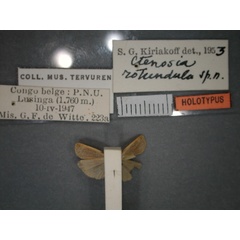 S. G. Kiriakoff det., 1953
Ctenosia
rotundula sp.n.
COLL. MUS. TERVUREN
Congo belge : P.N.U.
Lusinga (1.760 m.)
10-IV-1947
Mis. G. F. de Witte, 223a
HOLOTYPUS